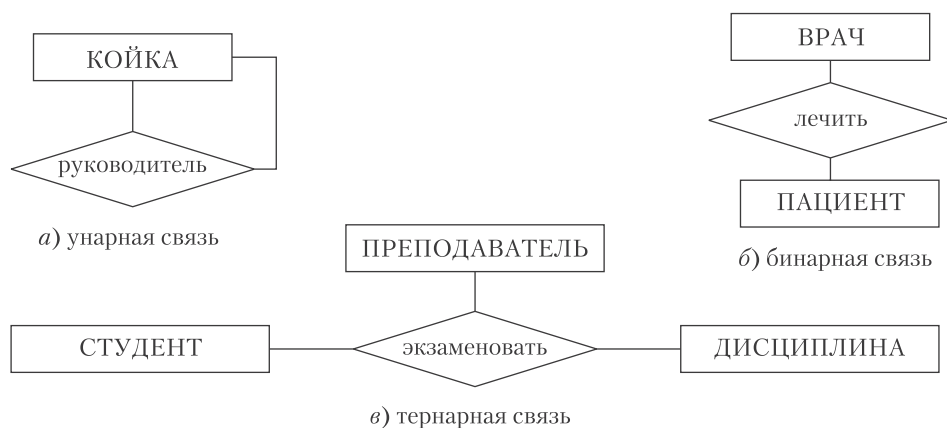 КОЙКА
руководитель
а) унарная связь
ВРАЧ
лечить
ПАЦИЕНТ
б) бинарная связь
ПРЕПОДАВАТЕЛЬ
СТУДЕНТ
экзаменовать
ДИСЦИПЛИНА
в) тернарная связь